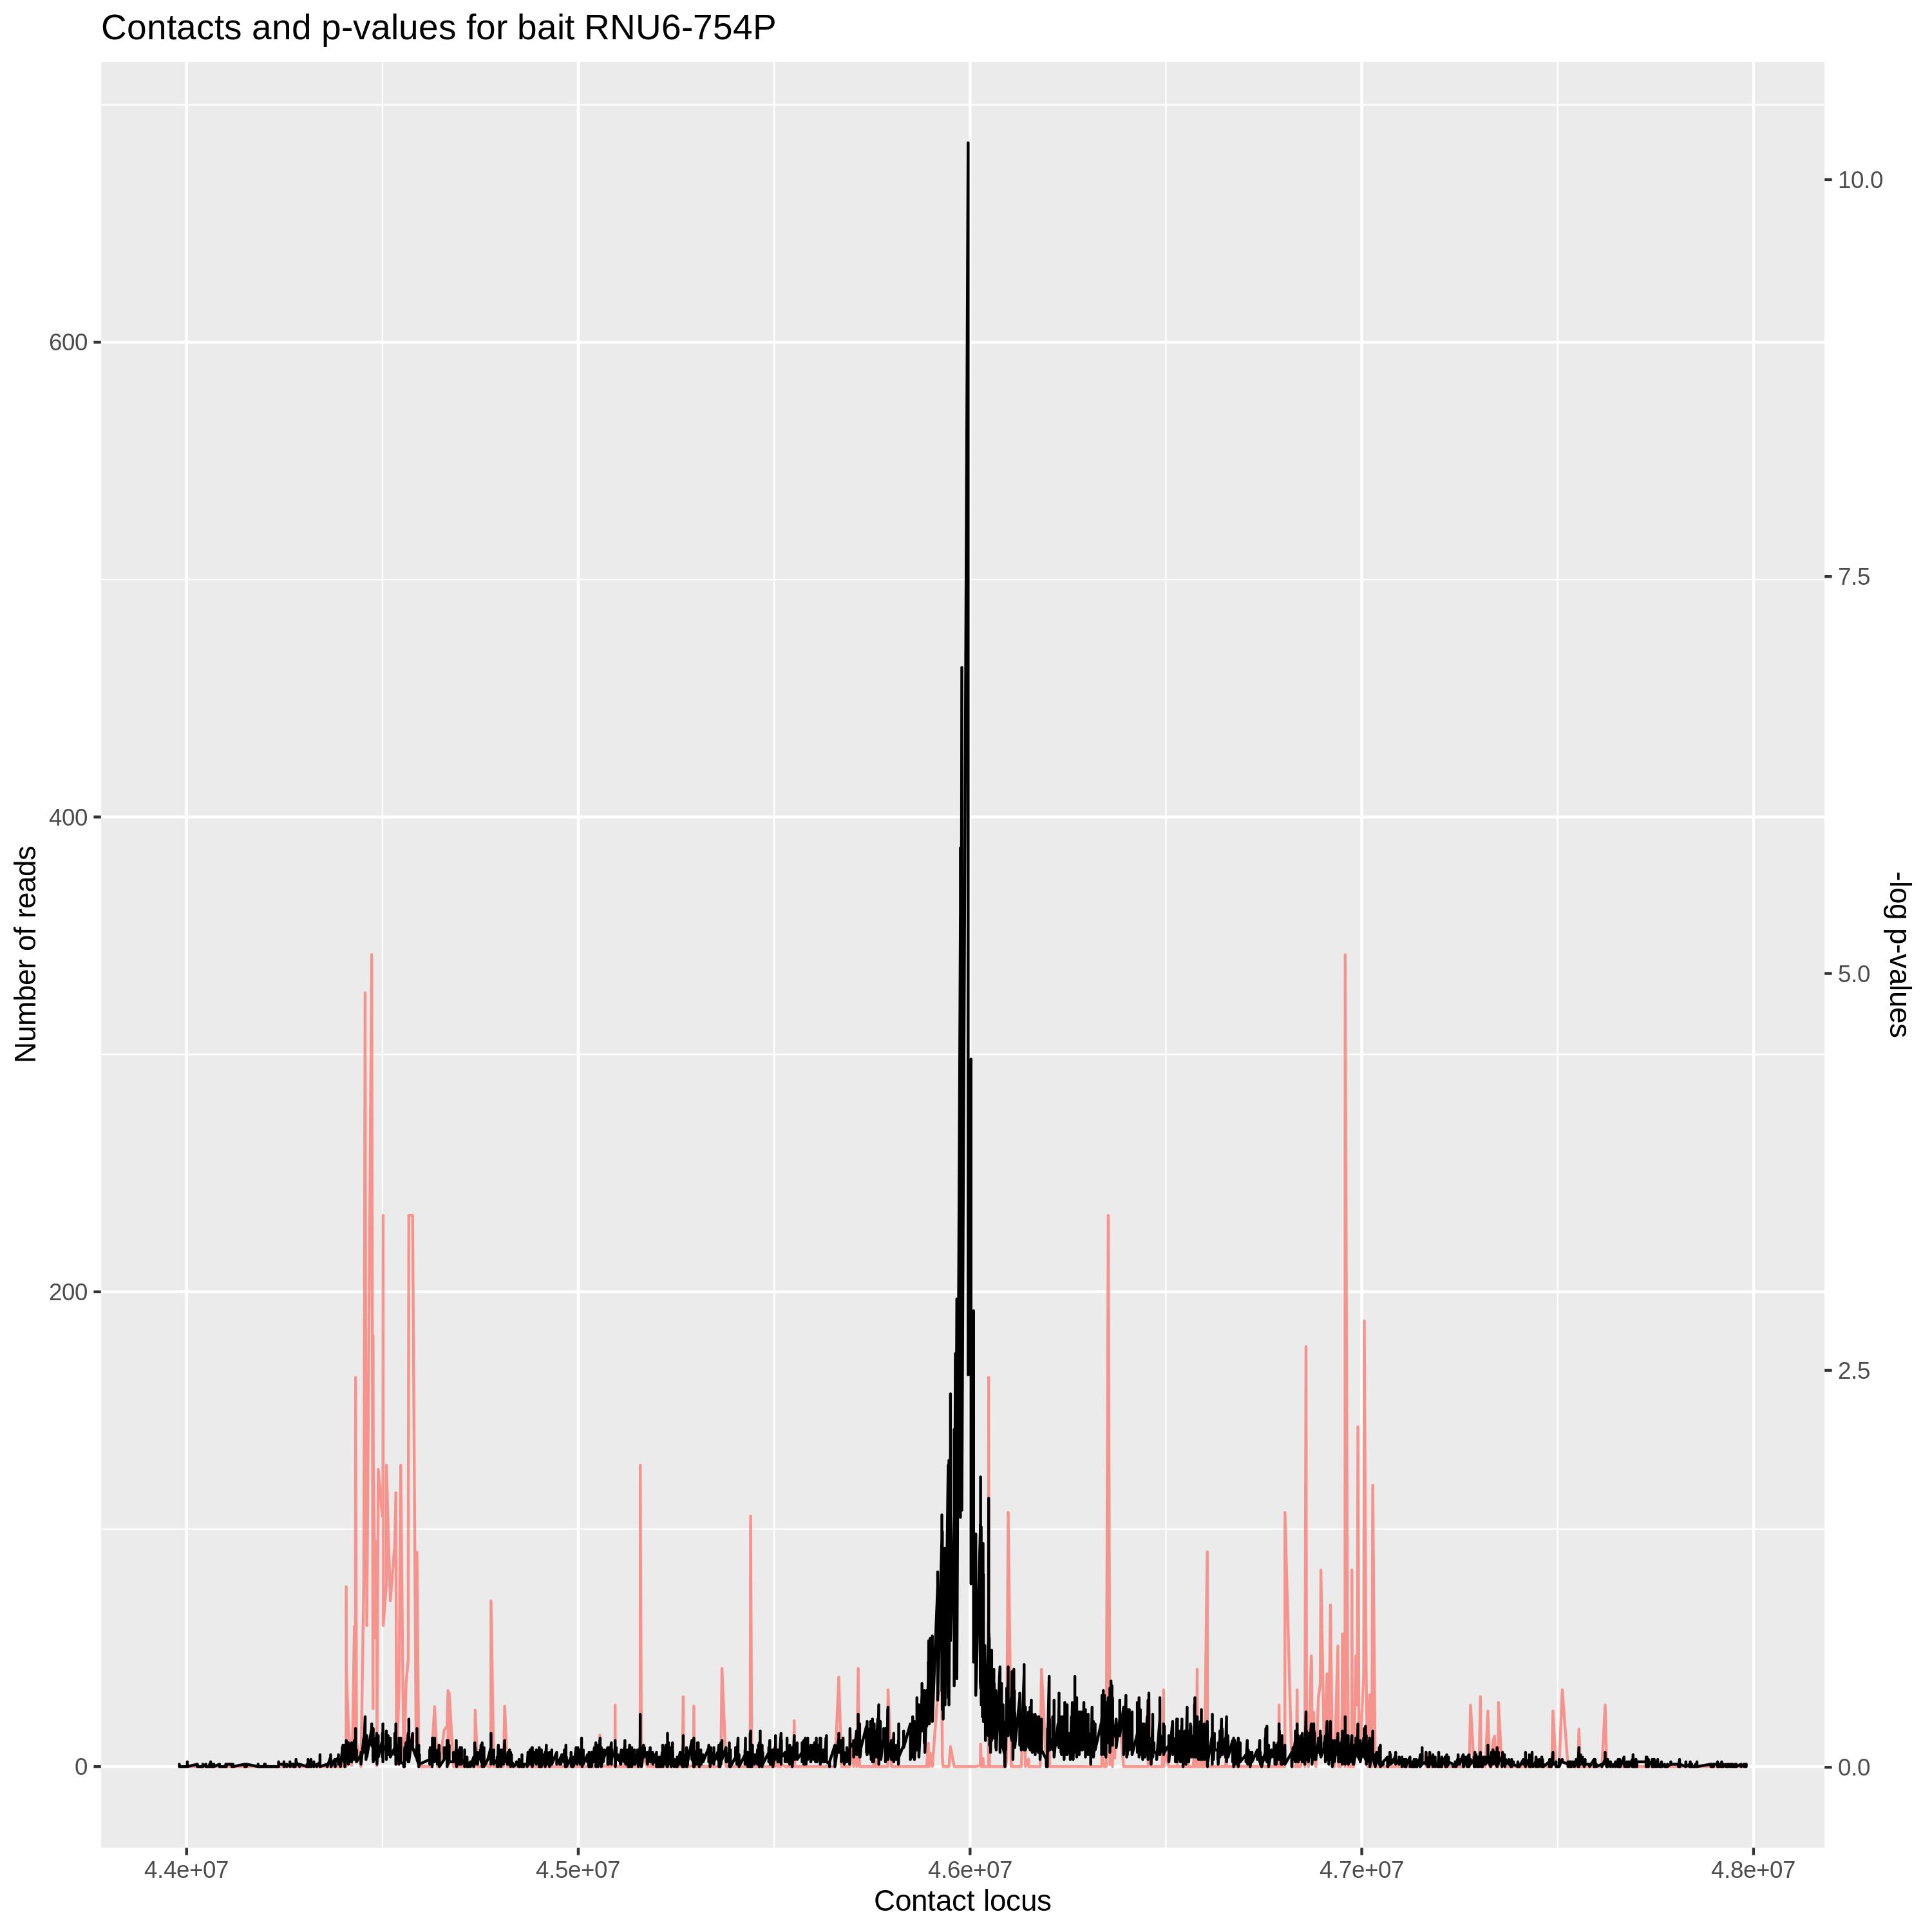 Contacts and p-values for bait RNU6-754P
600
400
200
0
Number of reads
10.0
7.5
5.0
2.5
0.0
-log p-values
4.4e+07 4.5e+07 4.6e+07 4.7e+07 4.8e+07
Contact locus